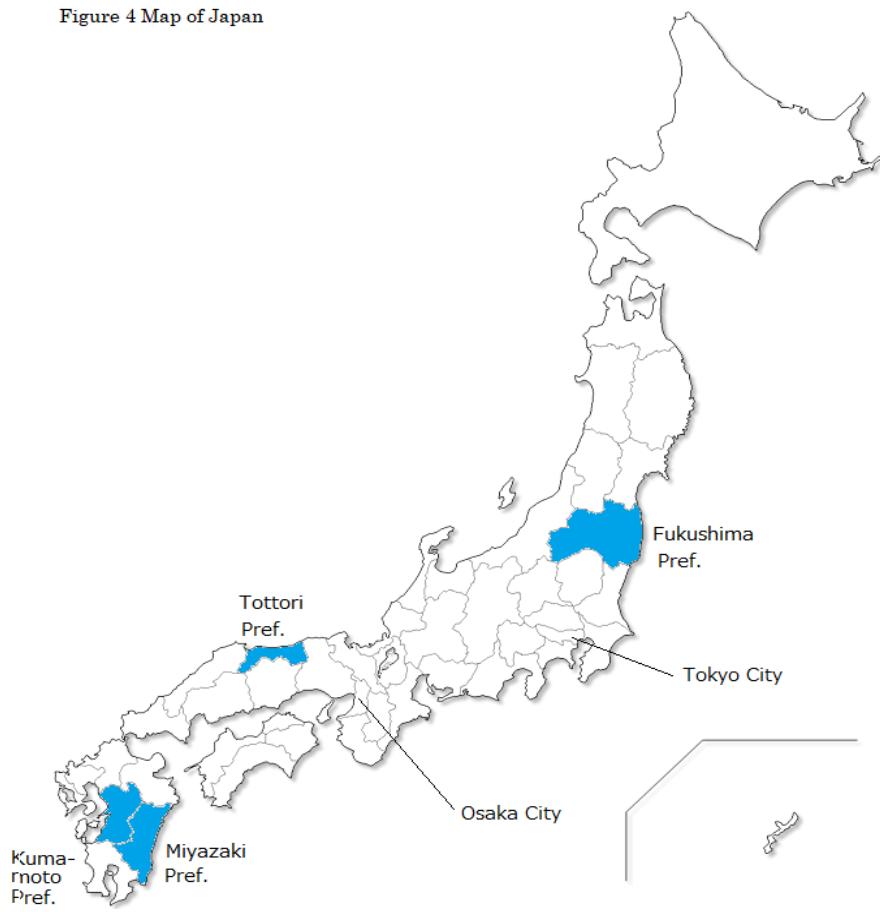 Figure 4 Map of Japan
Fukushima
Pref.
Tottori
Pref.
Tokyo City
Osaka City
Miyazaki
Pref.
Kuma-
moto
Pref.